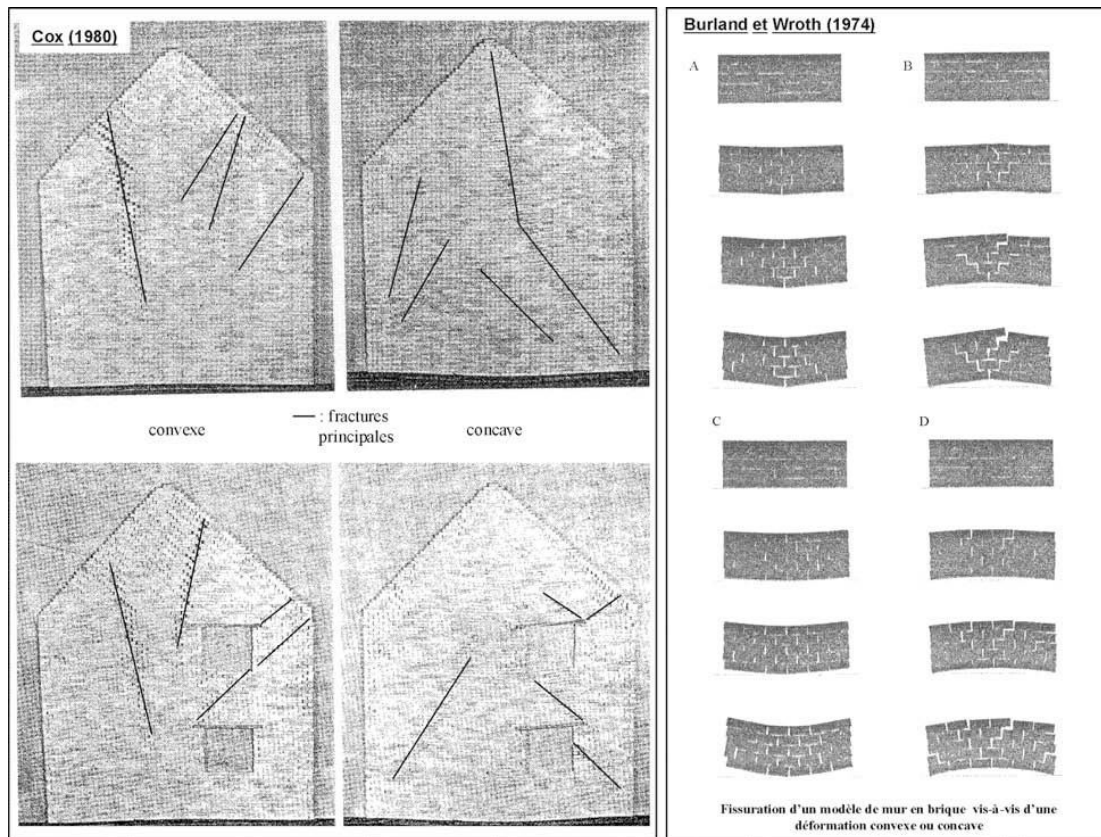 Cox (1980)
— : fractures
principales
convexe
concave
Burland et Wroth (1974)
A
B
C
D
Fissuration d'un modèle de mur en brique vis-à-vis d'une
déformation convexe ou concave